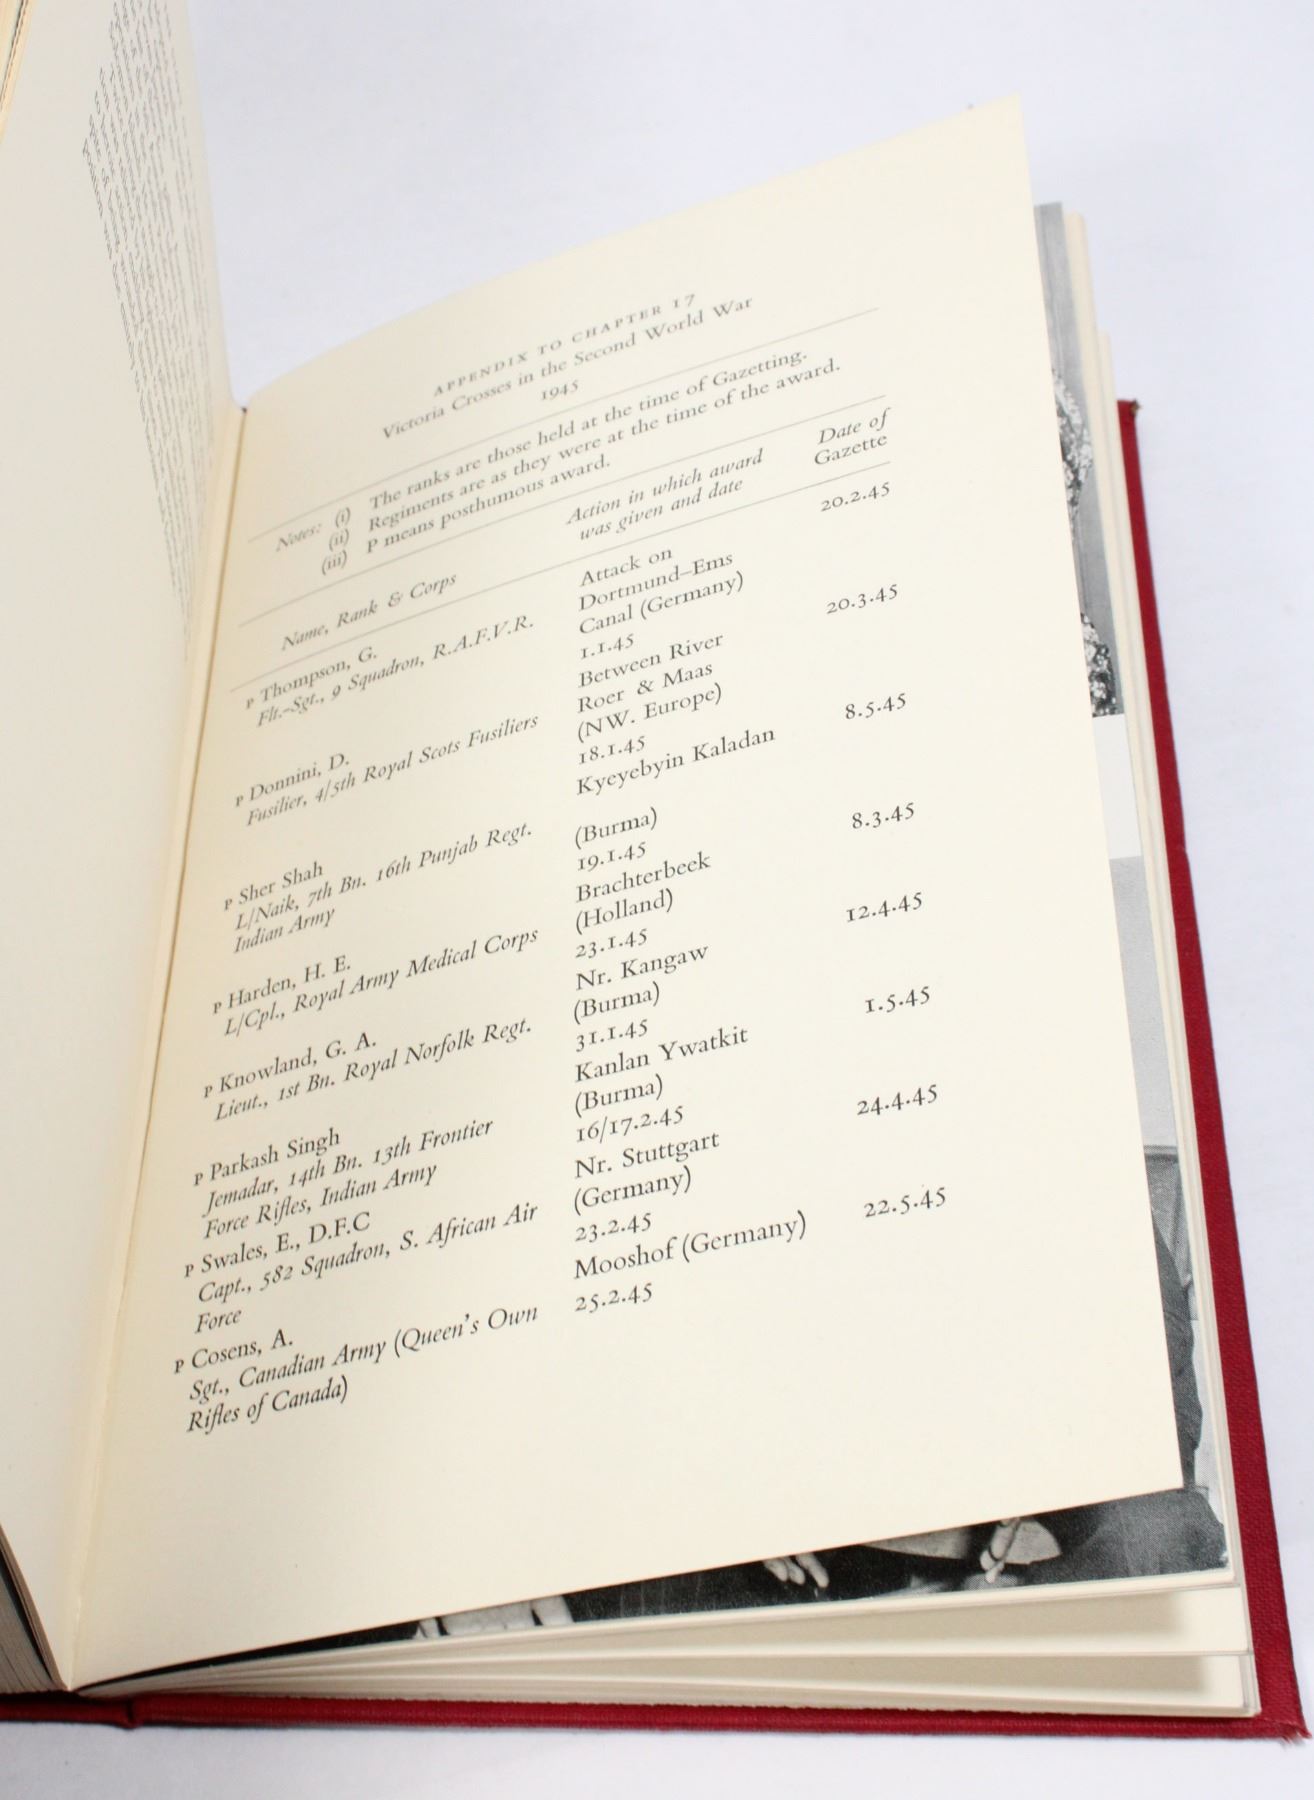 APPENDIX TO CHAPTER 17
Victoria Crosses in the Second World War
1945
Notes: (i) The ranks are those held at the time of Gazetting.
(ii) Regiments are as they were at the time of the award.
(iii) P means posthumous award.
Name, Rank & Corps
Action in which award
was given and date
Date of
Gazette
P Thompson, G.
Flt.-Sgt., 9 Squadron, R.A.F.V.R.
Attack on
Dortmund–Ems
Canal (Germany)
1.1.45
20.2.45
P Donnini, D.
Fusilier, 4/5th Royal Scots Fusiliers
Between River
Roer & Maas
(NW. Europe)
18.1.45
20.3.45
P Sher Shah
L/Naik, 7th Bn. 16th Punjab Regt.
Indian Army
Kyeyebyin Kaladan
(Burma)
19.1.45
8.5.45
P Harden, H. E.
L/Cpl., Royal Army Medical Corps
Brachterbeek
(Holland)
23.1.45
8.3.45
P Knowland, G. A.
Lieut., 1st Bn. Royal Norfolk Regt.
Nr. Kangaw
(Burma)
31.1.45
12.4.45
P Parkash Singh
Jemadar, 14th Bn. 13th Frontier
Force Rifles, Indian Army
Kanlan Ywatkit
(Burma)
16/17.2.45
1.5.45
P Swales, E., D.F.C
Capt., 582 Squadron, S. African Air
Force
Nr. Stuttgart
(Germany)
23.2.45
24.4.45
P Cosens, A.
Sgt., Canadian Army (Queen's Own
Rifles of Canada)
Mooshof (Germany)
25.2.45
22.5.45